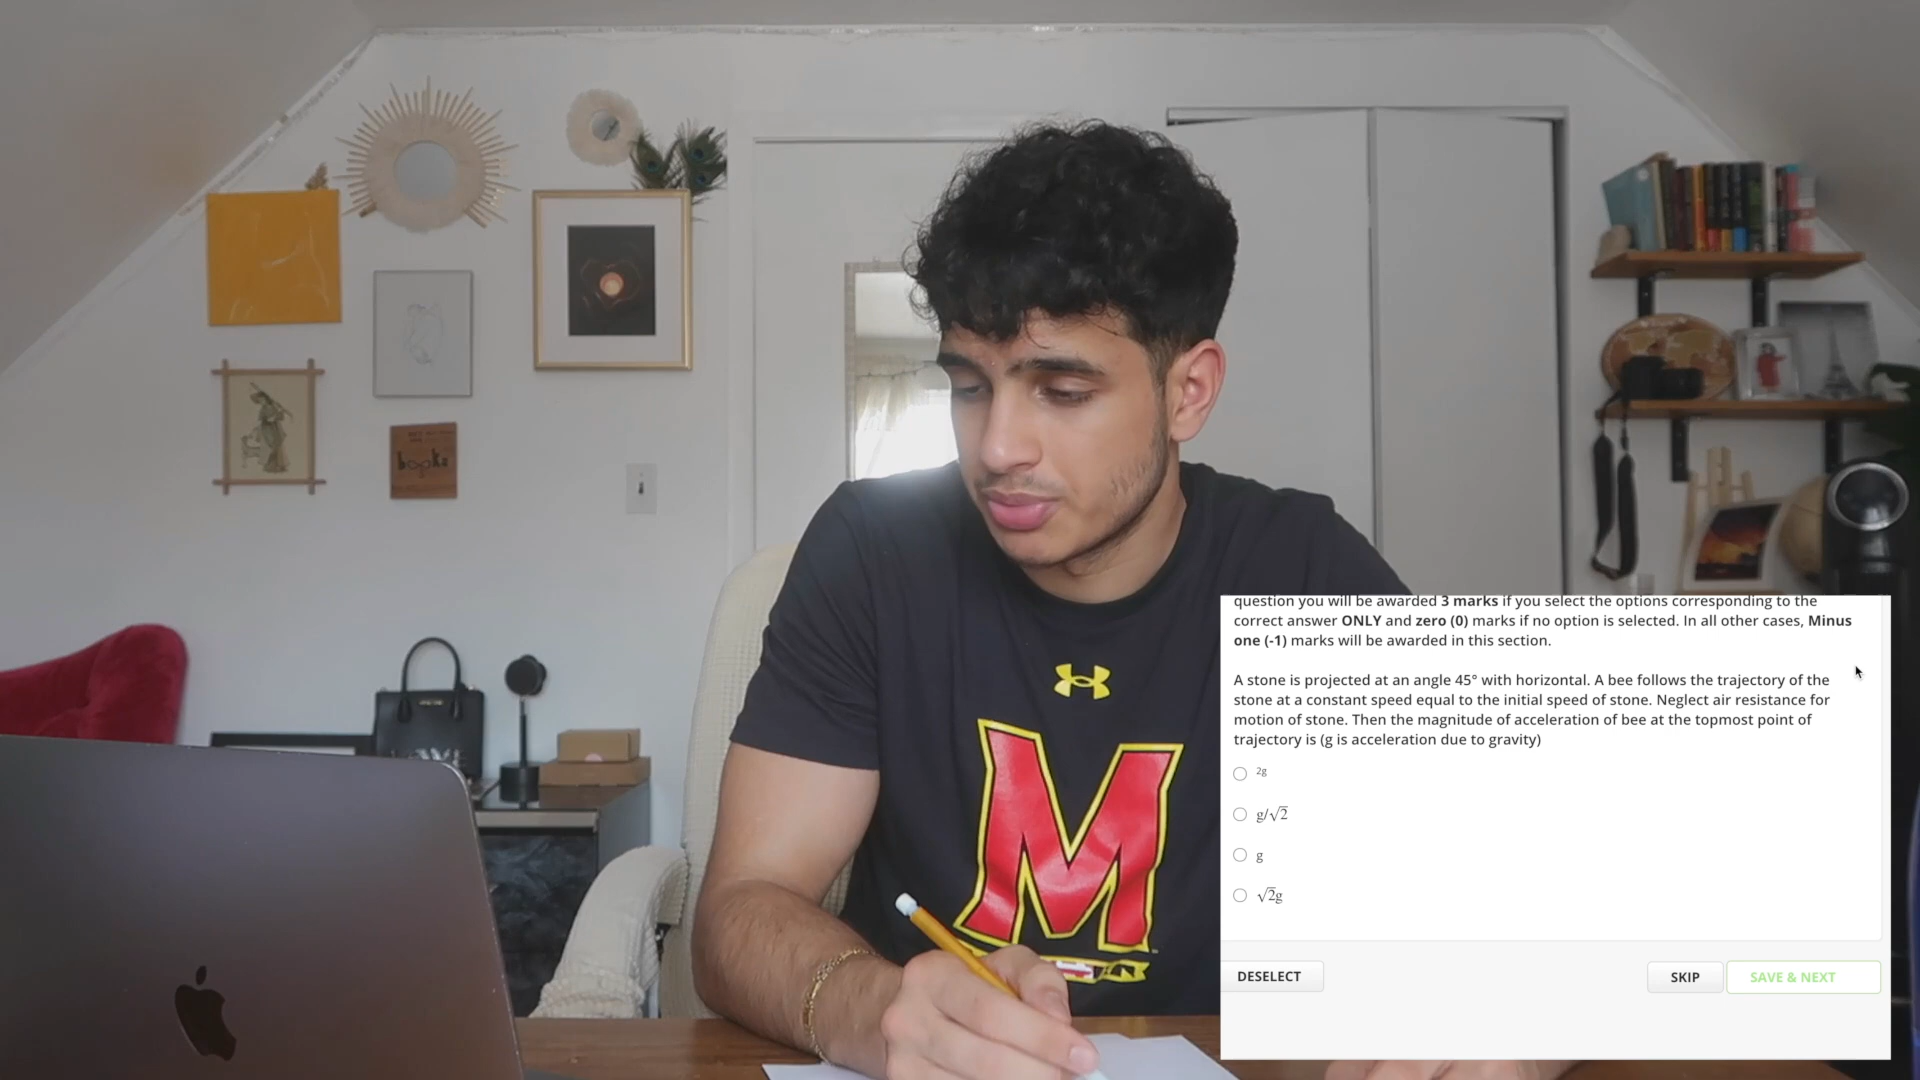 books
M
question you will be awarded 3 marks if you select the options corresponding to the
correct answer ONLY and zero (0) marks if no option is selected. In all other cases, Minus
one (-1) marks will be awarded in this section.
A stone is projected at an angle 45° with horizontal. A bee follows the trajectory of the
stone at a constant speed equal to the initial speed of stone. Neglect air resistance for
motion of stone. Then the magnitude of acceleration of bee at the topmost point of
trajectory is (g is acceleration due to gravity)
2g
g/√2
g
√2g
DESELECT
SKIP
SAVE & NEXT